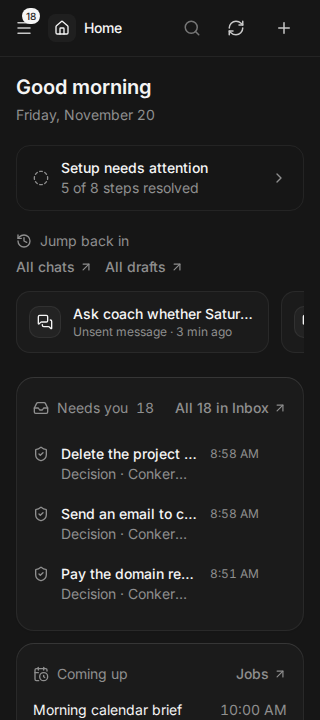 18
Home
Good morning
Friday, November 20
Setup needs attention
5 of 8 steps resolved
Jump back in
All chats
All drafts
Ask coach whether Satur...
Unsent message · 3 min ago
Needs you 18
All 18 in Inbox
Delete the project ...
8:58 AM
Decision · Conker...
Send an email to c...
8:58 AM
Decision · Conker...
Pay the domain re...
8:51 AM
Decision · Conker...
Coming up
Jobs
Morning calendar brief
10:00 AM